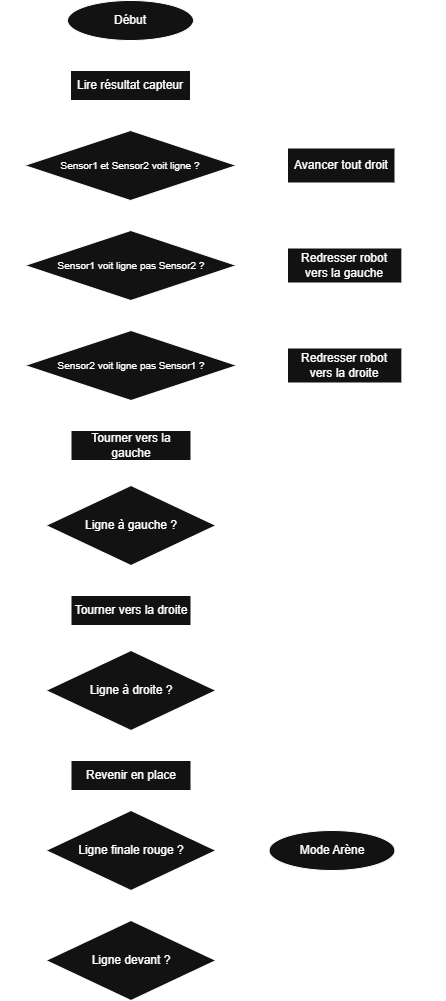 Début
Lire résultat capteur
Sensor1 et Sensor2 voit ligne ?
Avancer tout droit
Sensor1 voit ligne pas Sensor2 ?
Redresser robot
vers la gauche
Sensor2 voit ligne pas Sensor1 ?
Redresser robot
vers la droite
Tourner vers la
gauche
Ligne à gauche ?
Tourner vers la droite
Ligne à droite ?
Revenir en place
Ligne finale rouge ?
Mode Arène
Ligne devant ?